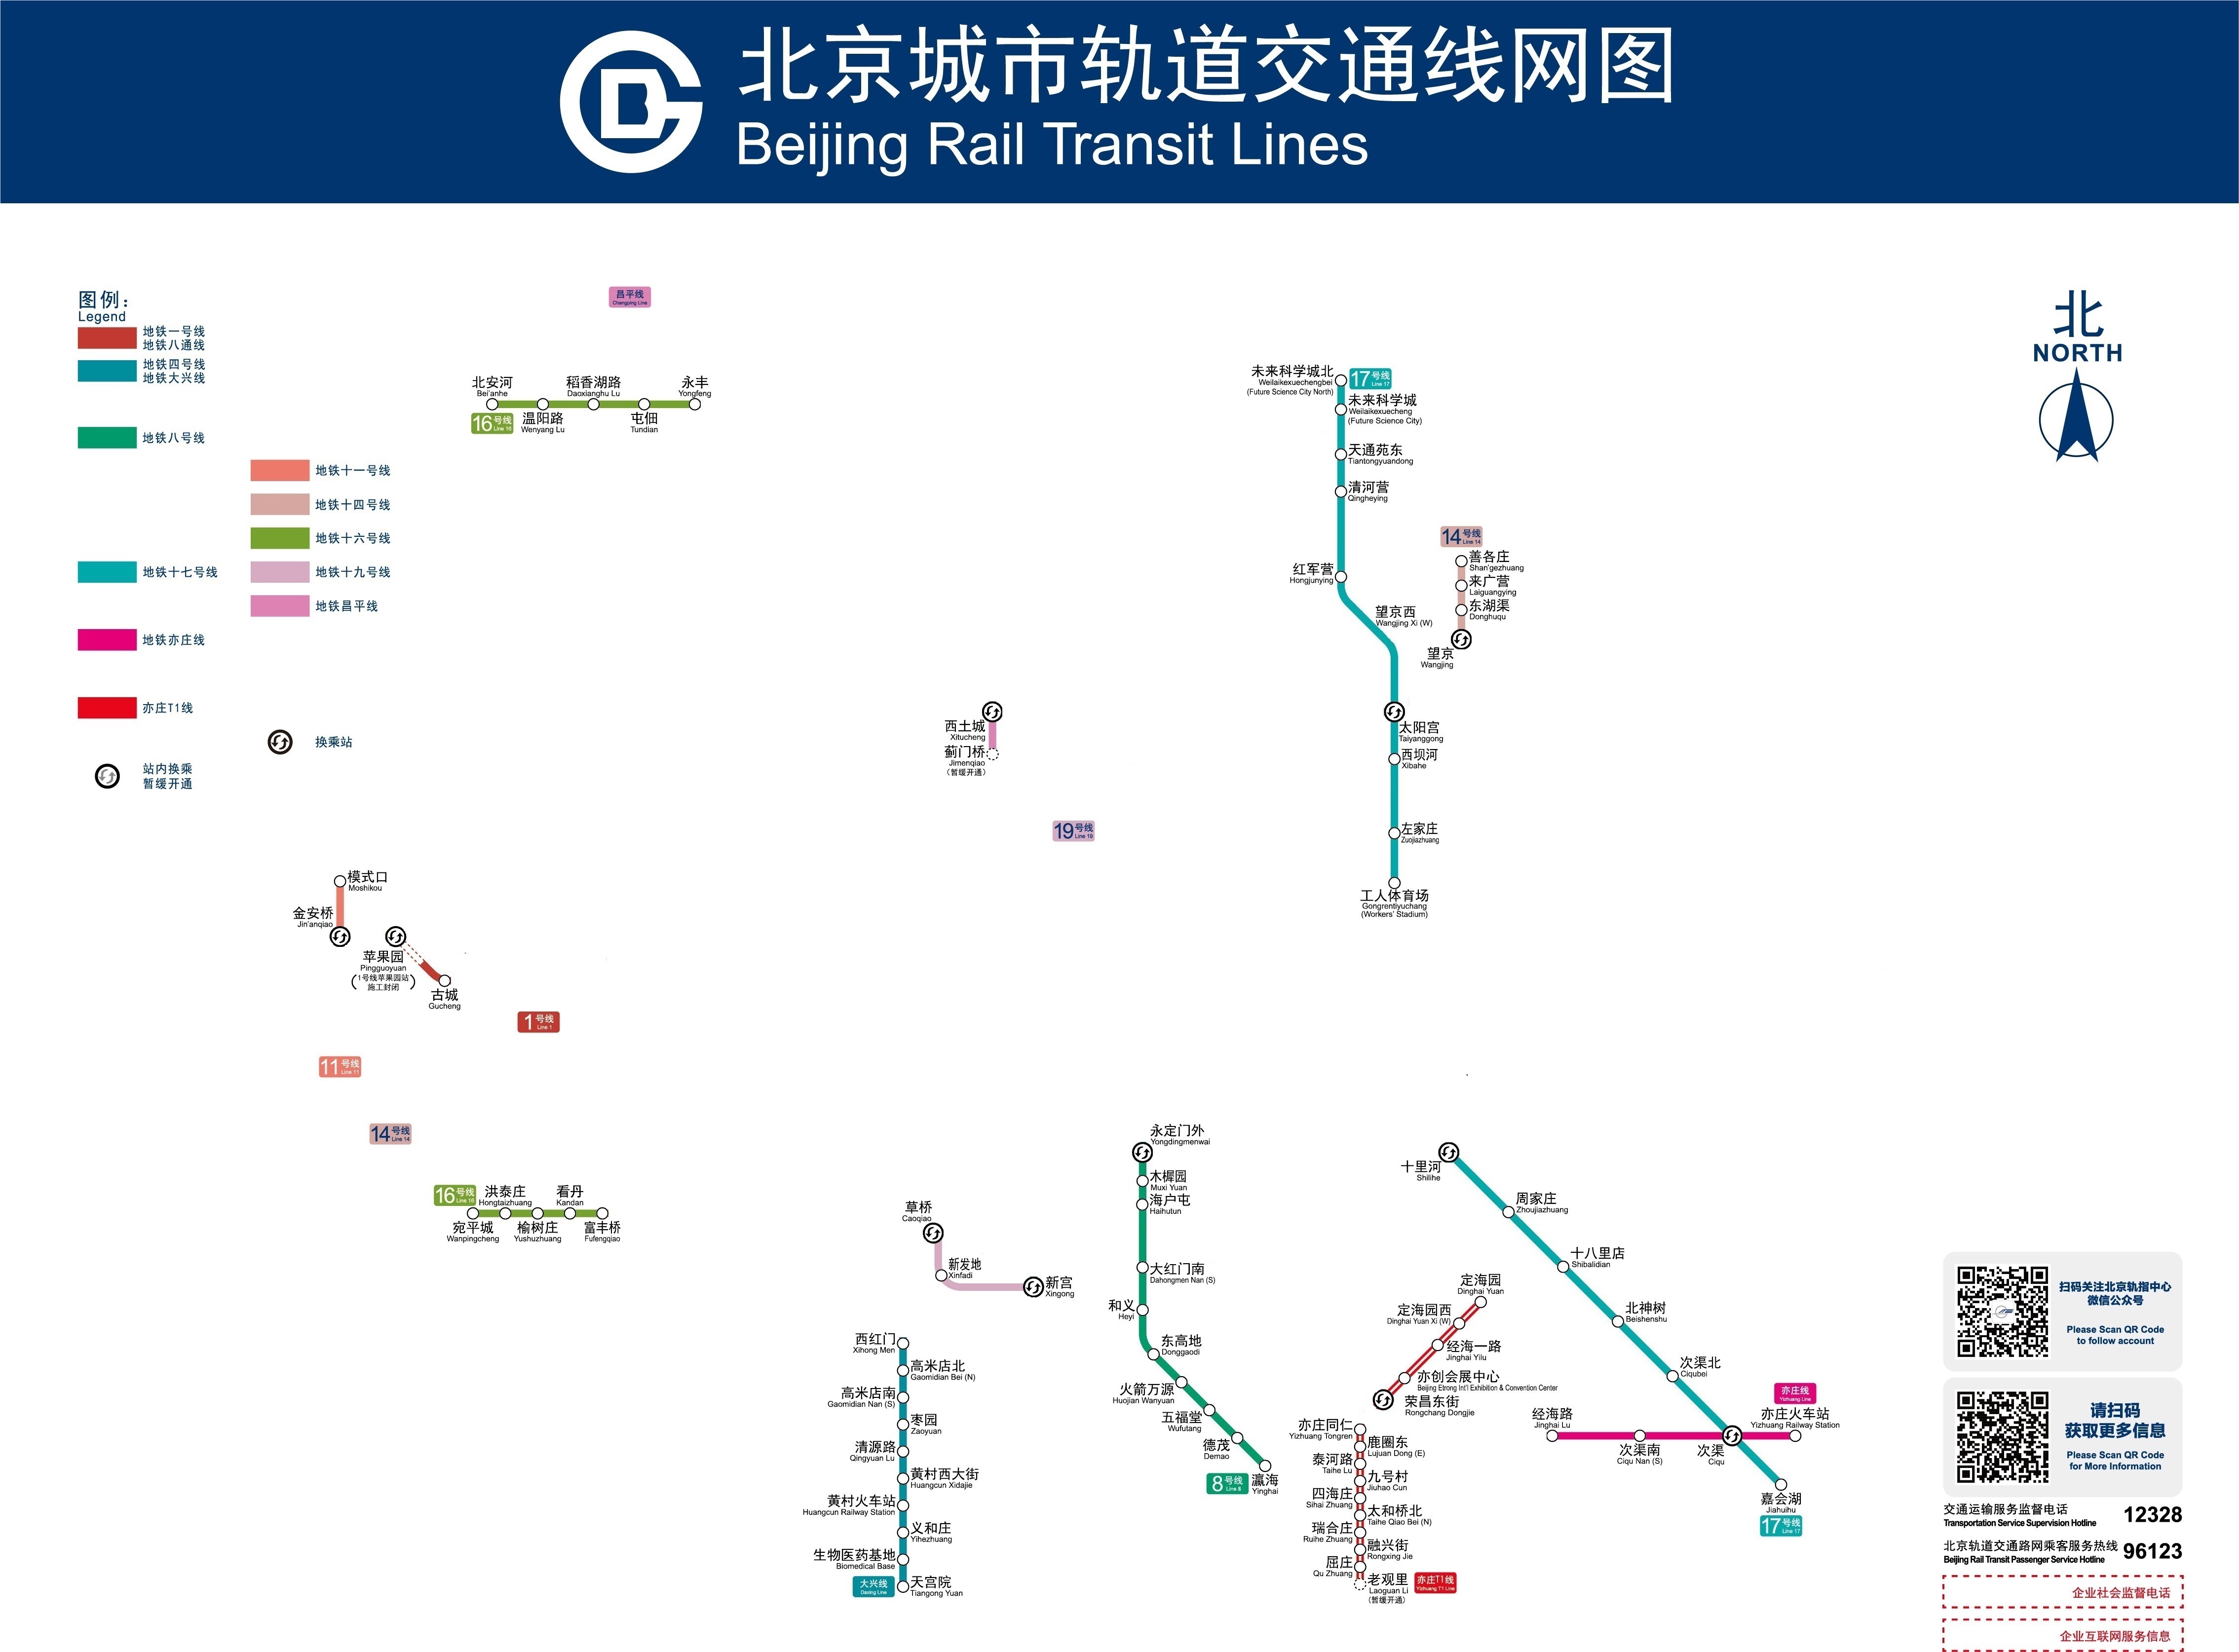 北京城市轨道交通线网图
Beijing Rail Transit Lines
图例：
Legend
地铁一号线
地铁八通线
地铁四号线
地铁大兴线
地铁八号线
地铁十一号线
地铁十四号线
地铁十六号线
地铁十七号线
地铁十九号线
地铁昌平线
地铁亦庄线
亦庄T1线
换乘站
站内换乘
暂缓开通
北
NORTH
昌平线
Changping Line
北安河
Bei'anhe
稻香湖路
Daoxianghu Lu
永丰
Yongfeng
16号线
Line 16
温阳路
Wenyang Lu
屯佃
Tundian
未来科学城北
Weilaikexuechengbei
(Future Science City North)
17号线
Line 17
未来科学城
Weilaikexuecheng
(Future Science City)
天通苑东
Tiantongyuandong
清河营
Qingheying
红军营
Hongjunying
望京西
Wangjing Xi (W)
14号线
Line 14
善各庄
Shan'gezhuang
来广营
Laiguangying
东湖渠
Donghuqu
望京
Wangjing
太阳宫
Taiyanggong
西坝河
Xibahe
左家庄
Zuojiazhuang
工人体育场
Gongrentiyuchang
(Workers' Stadium)
西土城
Xitucheng
蓟门桥
Jimenqiao
（暂缓开通）
19号线
Line 19
模式口
Moshikou
金安桥
Jin'anqiao
苹果园
Pingguoyuan
（1号线苹果园站
施工封闭）
古城
Gucheng
1号线
Line 1
11号线
Line 11
14号线
Line 14
16号线
Line 16
洪泰庄
Hongtaizhuang
看丹
Kandan
宛平城
Wanpingcheng
榆树庄
Yushuzhuang
富丰桥
Fufengqiao
草桥
Caoqiao
新发地
Xinfadi
新宫
Xingong
西红门
Xihong Men
高米店北
Gaomidian Bei (N)
高米店南
Gaomidian Nan (S)
枣园
Zaoyuan
清源路
Qingyuan Lu
黄村西大街
Huangcun Xidajie
黄村火车站
Huangcun Railway Station
义和庄
Yihezhuang
生物医药基地
Biomedical Base
大兴线
Daxing Line
天宫院
Tiangong Yuan
永定门外
Yongdingmenwai
木樨园
Muxi Yuan
海户屯
Haihutun
大红门南
Dahongmen Nan (S)
和义
Heyi
东高地
Donggaodi
火箭万源
Huojian Wanyuan
五福堂
Wufutang
德茂
Demao
8号线
Line 8
瀛海
Yinghai
定海园
Dinghai Yuan
定海园西
Dinghai Yuan Xi (W)
经海一路
Jinghai Yilu
亦创会展中心
Beijing Etrong Int'l Exhibition & Convention Center
荣昌东街
Rongchang Dongjie
亦庄同仁
Yizhuang Tongren
鹿圈东
Lujuan Dong (E)
泰河路
Taihe Lu
九号村
Jiuhao Cun
四海庄
Sihai Zhuang
太和桥北
Taihe Qiao Bei (N)
瑞合庄
Ruihe Zhuang
融兴街
Rongxing Jie
屈庄
Qu Zhuang
老观里
Laoguan Li
（暂缓开通）
亦庄T1线
Yizhuang T1 Line
十里河
Shilihe
周家庄
Zhoujiazhuang
十八里店
Shibalidian
北神树
Beishenshu
次渠北
Ciqubei
亦庄线
Yizhuang Line
经海路
Jinghai Lu
次渠南
Ciqu Nan (S)
次渠
Ciqu
亦庄火车站
Yizhuang Railway Station
嘉会湖
Jiahuihu
17号线
Line 17
扫码关注北京轨指中心
微信公众号
Please Scan QR Code
to follow account
请扫码
获取更多信息
Please Scan QR Code
for More Information
交通运输服务监督电话
Transportation Service Supervision Hotline
12328
北京轨道交通路网乘客服务热线
Beijing Rail Transit Passenger Service Hotline
96123
企业社会监督电话
企业互联网服务信息